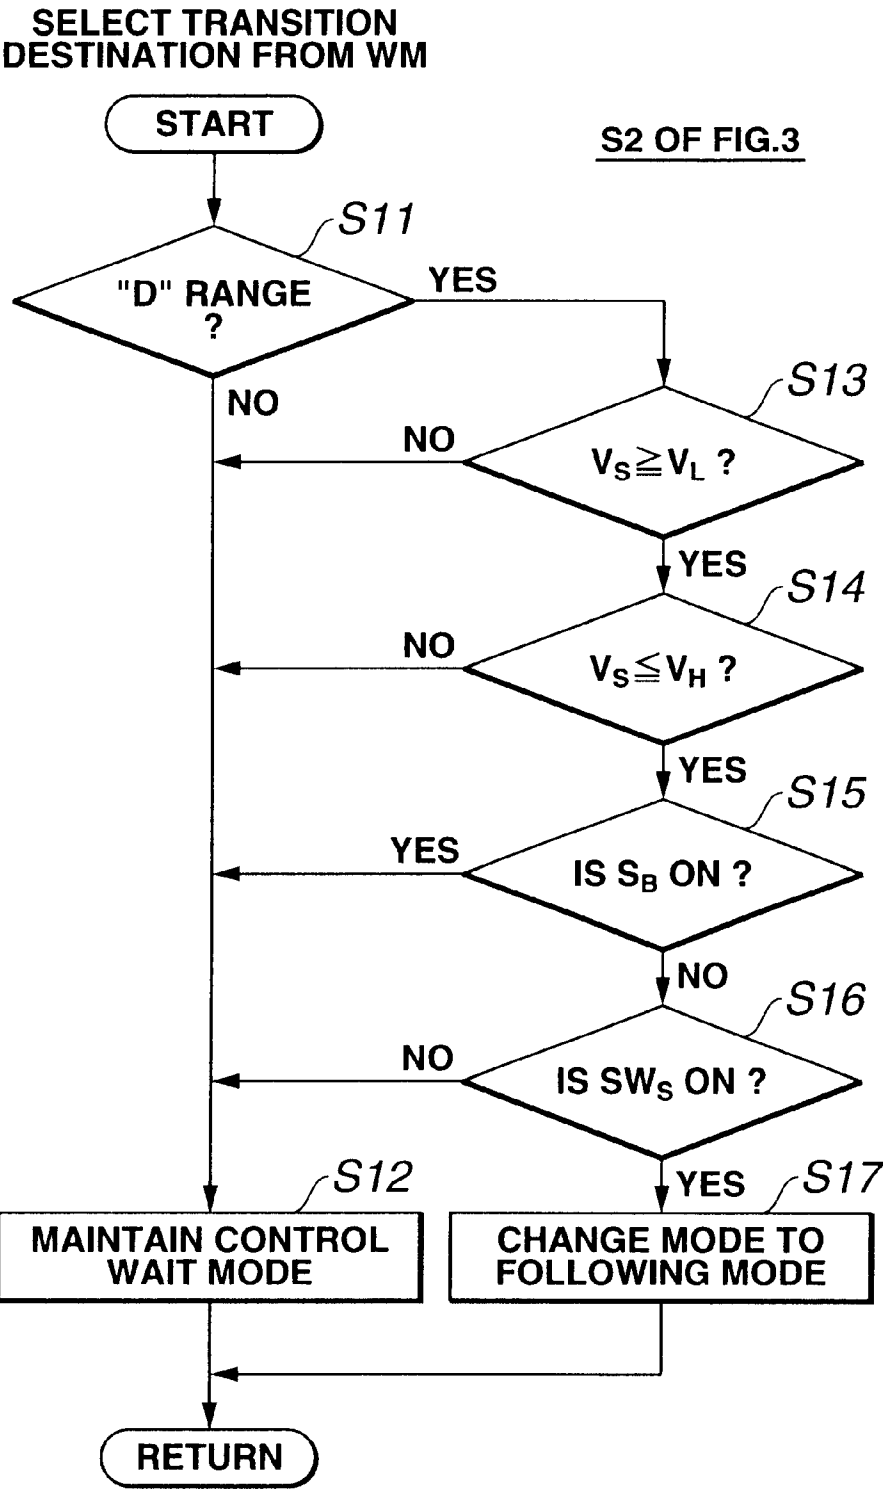 SELECT TRANSITION
DESTINATION FROM WM
START
S2 OF FIG.3
S11
"D" RANGE
?
YES
NO
S13
VS≧VL ?
NO
YES
S14
VS≦VH ?
NO
YES
S15
IS SB ON ?
YES
NO
S16
IS SWS ON ?
NO
YES
S12
MAINTAIN CONTROL
WAIT MODE
S17
CHANGE MODE TO
FOLLOWING MODE
RETURN